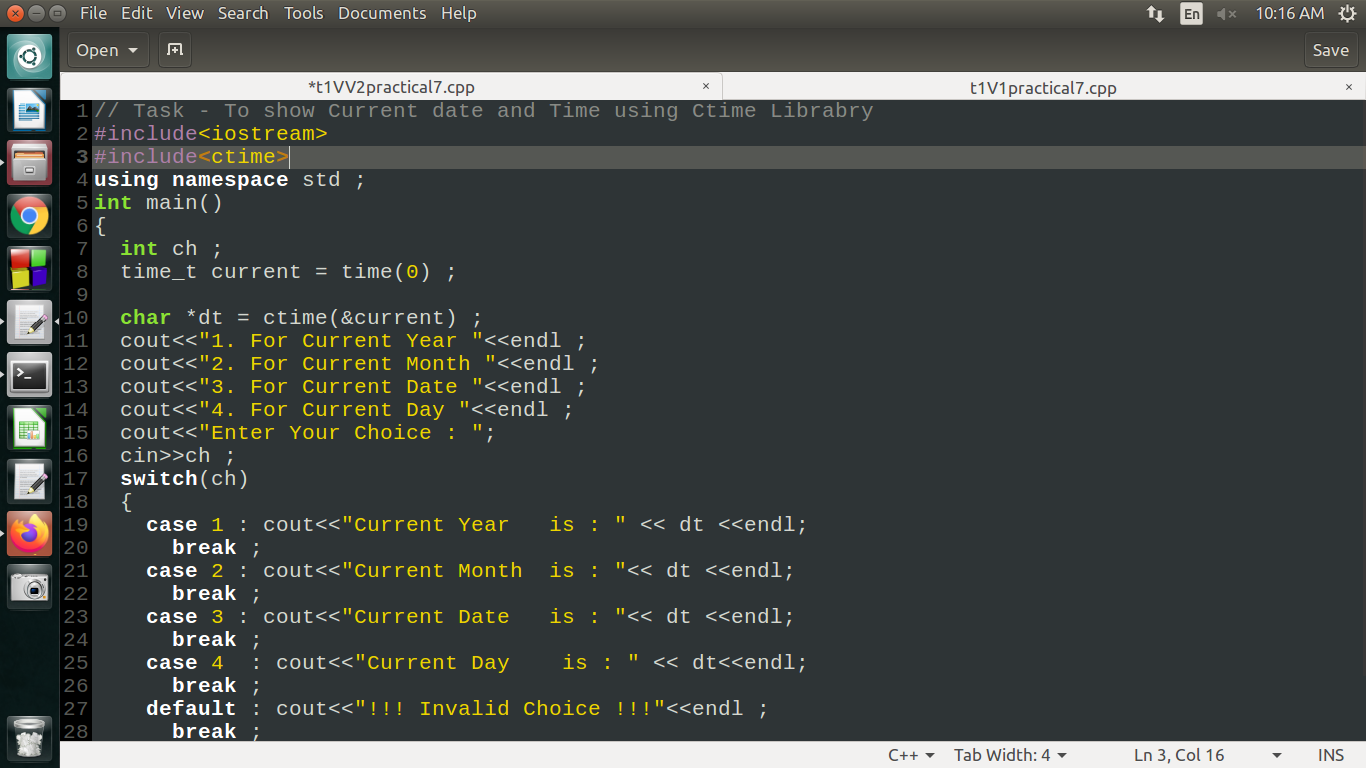 File Edit View Search Tools Documents Help En 10:16 AM
Open Save
*t1VV2practical7.cpp × t1V1practical7.cpp ×
1 // Task - To show Current date and Time using Ctime Librabry
2 #include<iostream>
3 #include<ctime>
4 using namespace std ;
5 int main()
6 {
7 int ch ;
8 time_t current = time(0) ;
9
10 char *dt = ctime(&current) ;
11 cout<<"1. For Current Year "<<endl ;
12 cout<<"2. For Current Month "<<endl ;
13 cout<<"3. For Current Date "<<endl ;
14 cout<<"4. For Current Day "<<endl ;
15 cout<<"Enter Your Choice : ";
16 cin>>ch ;
17 switch(ch)
18 {
19 case 1 : cout<<"Current Year   is : " << dt <<endl;
20 break ;
21 case 2 : cout<<"Current Month  is : "<< dt <<endl;
22 break ;
23 case 3 : cout<<"Current Date   is : "<< dt <<endl;
24 break ;
25 case 4  : cout<<"Current Day    is : " << dt<<endl;
26 break ;
27 default : cout<<"!!! Invalid Choice !!!"<<endl ;
28 break ;
C++ Tab Width: 4 Ln 3, Col 16 INS